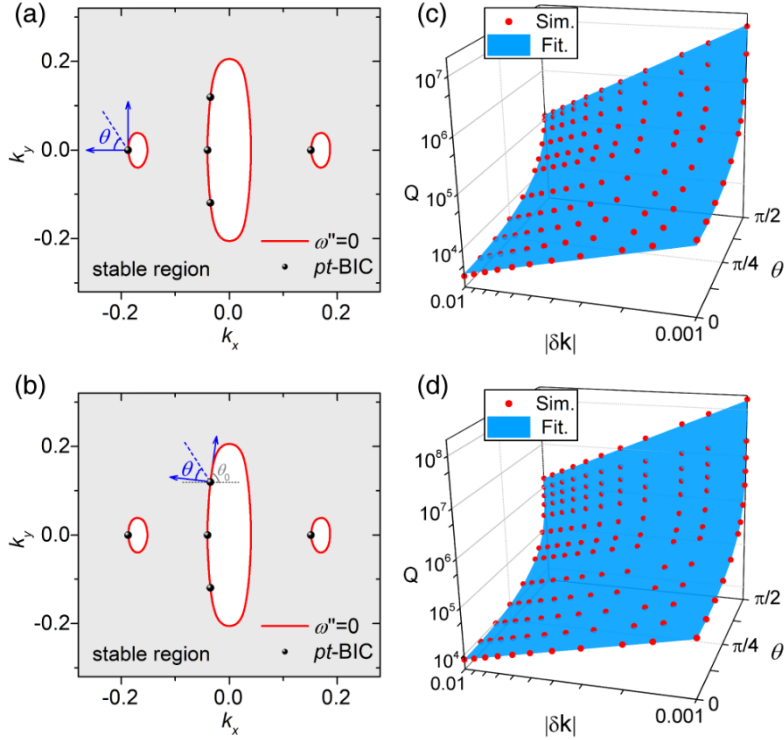 (a)
0.2
0.0
-0.2
k_y
θ
ω"=0
pt-BIC
stable region
-0.2
0.0
0.2
k_x
(c)
Sim.
Fit.
10^7
10^6
10^5
10^4
Q
0.01
0.001
|δk|
π/2
π/4
0
θ
(b)
0.2
0.0
-0.2
k_y
θ
θ_0
ω"=0
pt-BIC
stable region
-0.2
0.0
0.2
k_x
(d)
Sim.
Fit.
10^8
10^7
10^6
10^5
10^4
Q
0.01
0.001
|δk|
π/2
π/4
0
θ